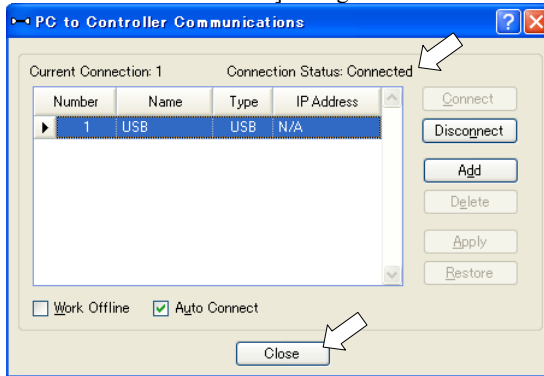 PC to Controller Communications
Current Connection: 1 Connection Status: Connected
Number Name Type IP Address
1 USB USB N/A
Connect
Disconnect
Add
Delete
Apply
Restore
Work Offline Auto Connect
Close